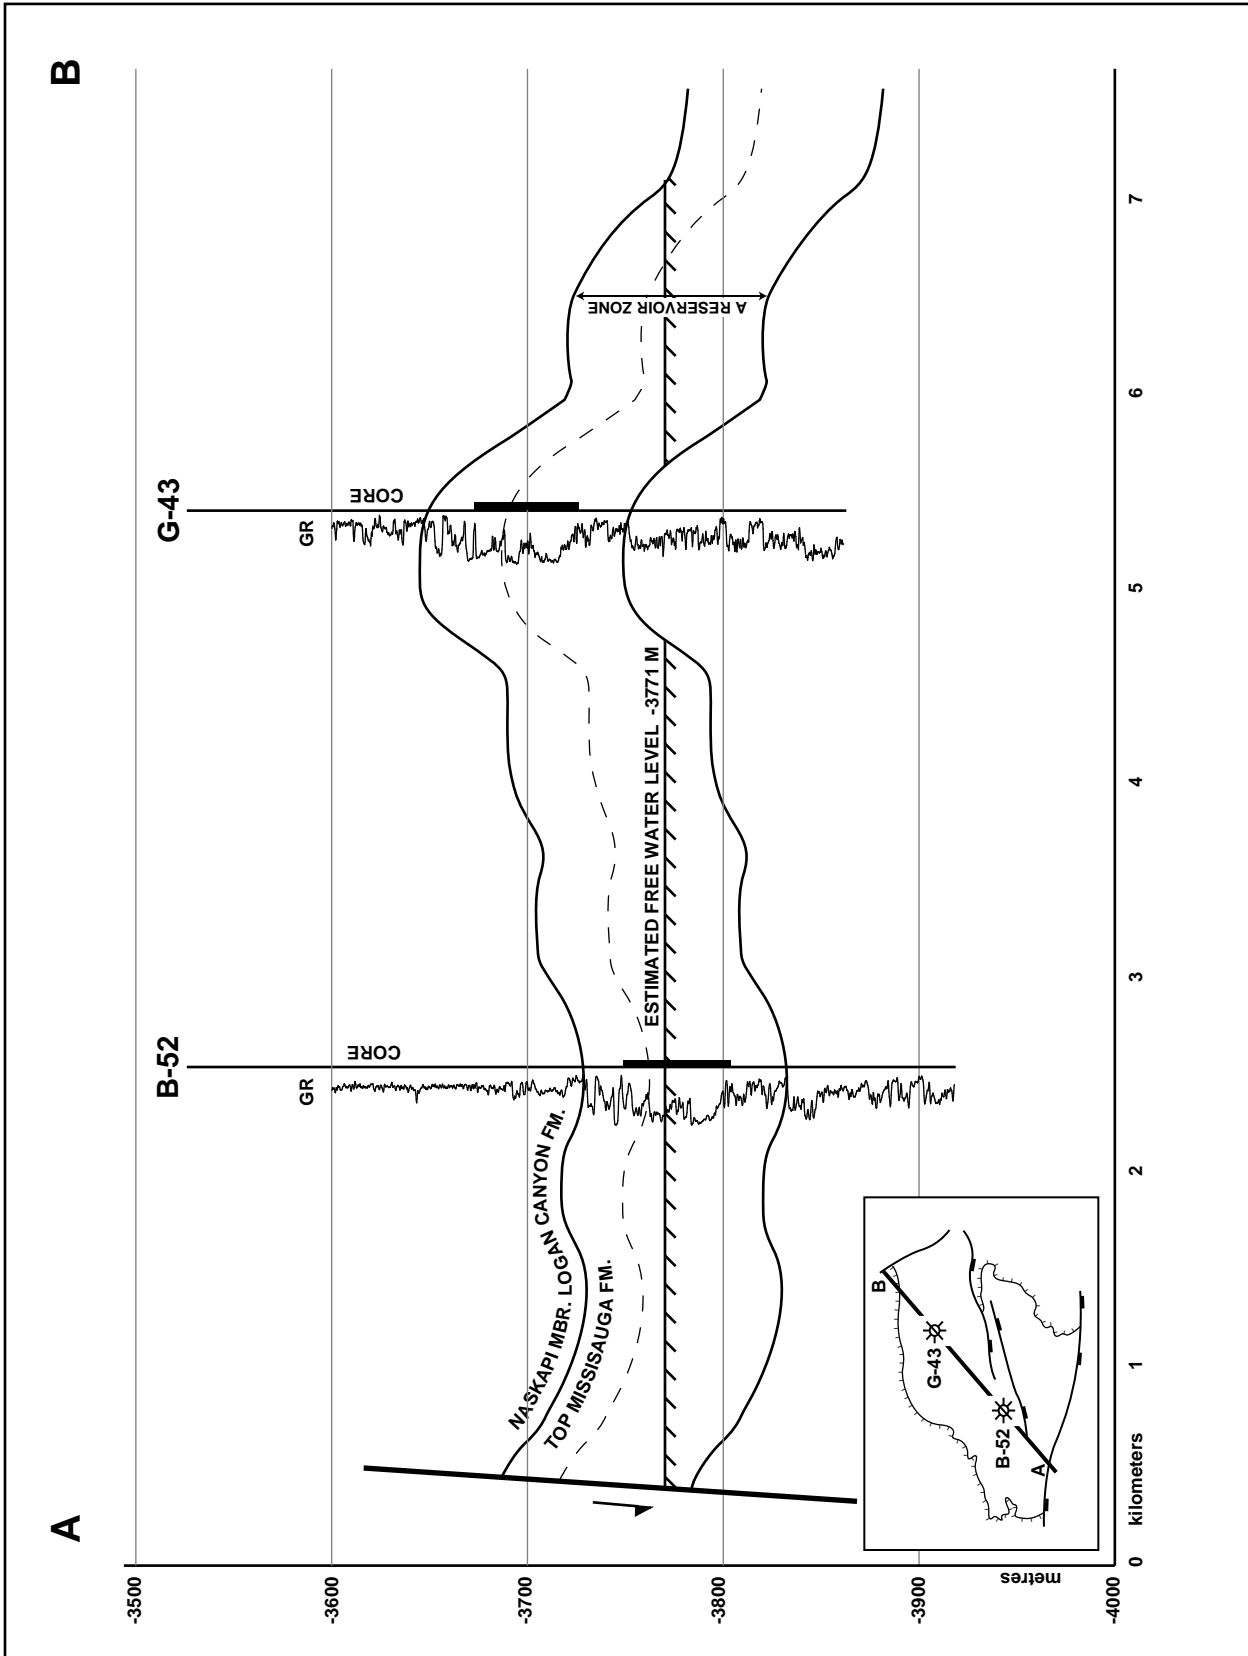 A
B
B-52
G-43
GR
CORE
GR
CORE
-3500
-3600
-3700
-3800
-3900
-4000
metres
NASKAPI MBR. LOGAN CANYON FM.
TOP MISSISAUGA FM.
ESTIMATED FREE WATER LEVEL -3771 M
A RESERVOIR ZONE
B
G-43
B-52
A
0 kilometers 1 2 3 4 5 6 7